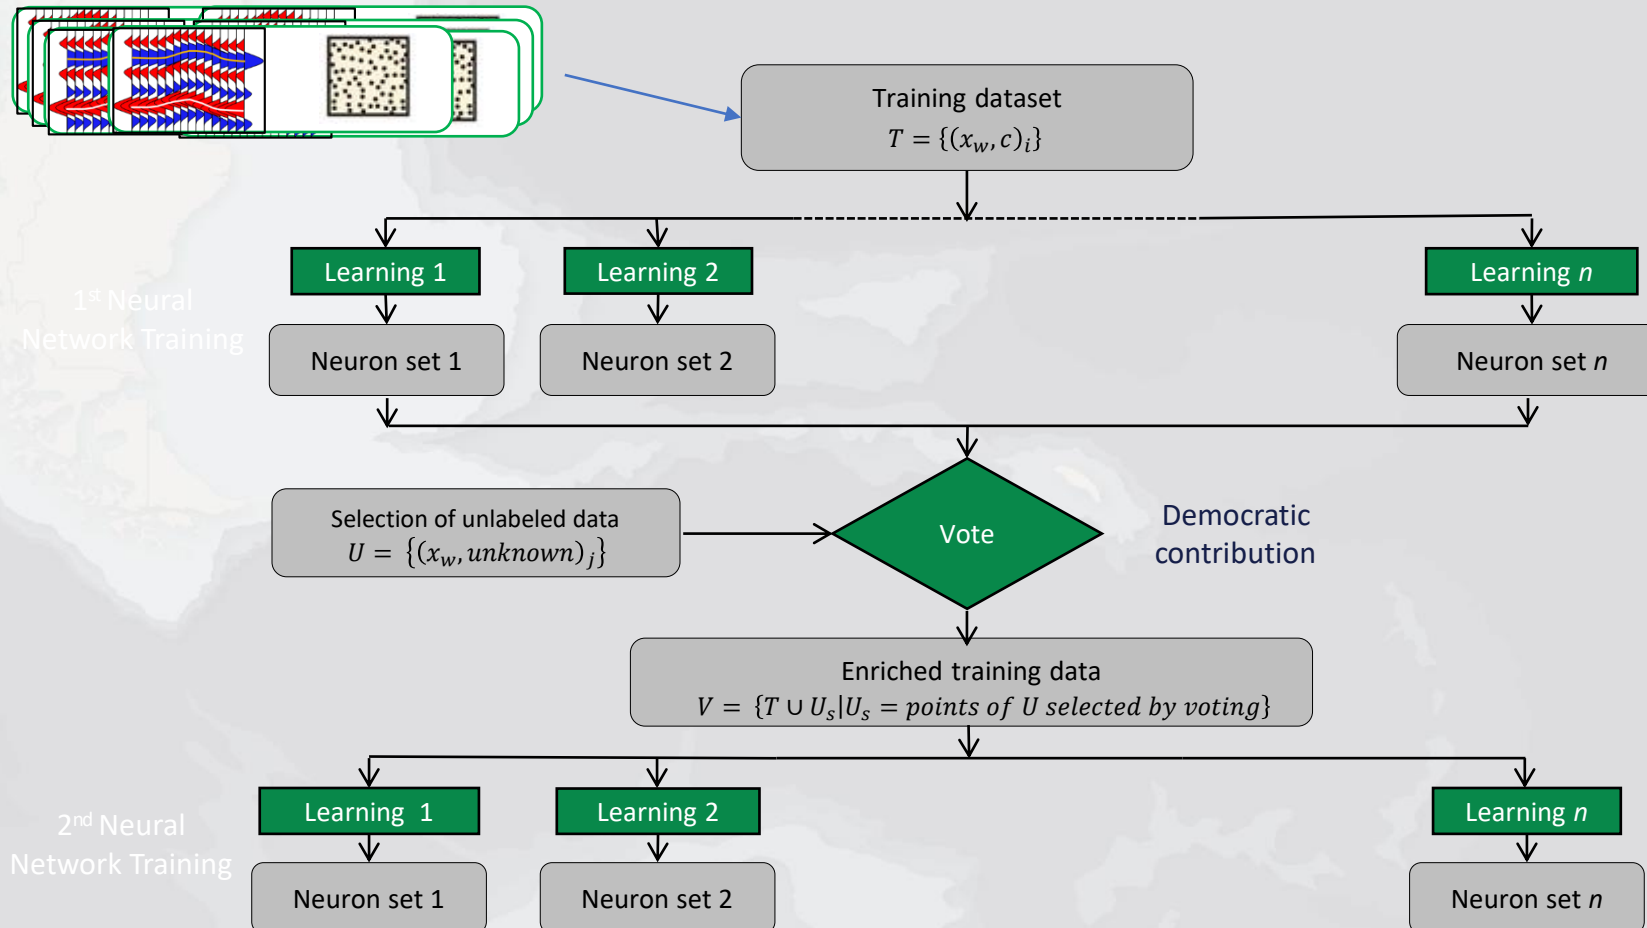 Training dataset
T = {(x_w, c)_i}
Learning 1
Learning 2
Learning n
1st Neural
Network Training
Neuron set 1
Neuron set 2
Neuron set n
Selection of unlabeled data
U = {(x_w, unknown)_j}
Vote
Democratic
contribution
Enriched training data
V = {T ∪ U_s|U_s = points of U selected by voting}
Learning 1
Learning 2
Learning n
2nd Neural
Network Training
Neuron set 1
Neuron set 2
Neuron set n